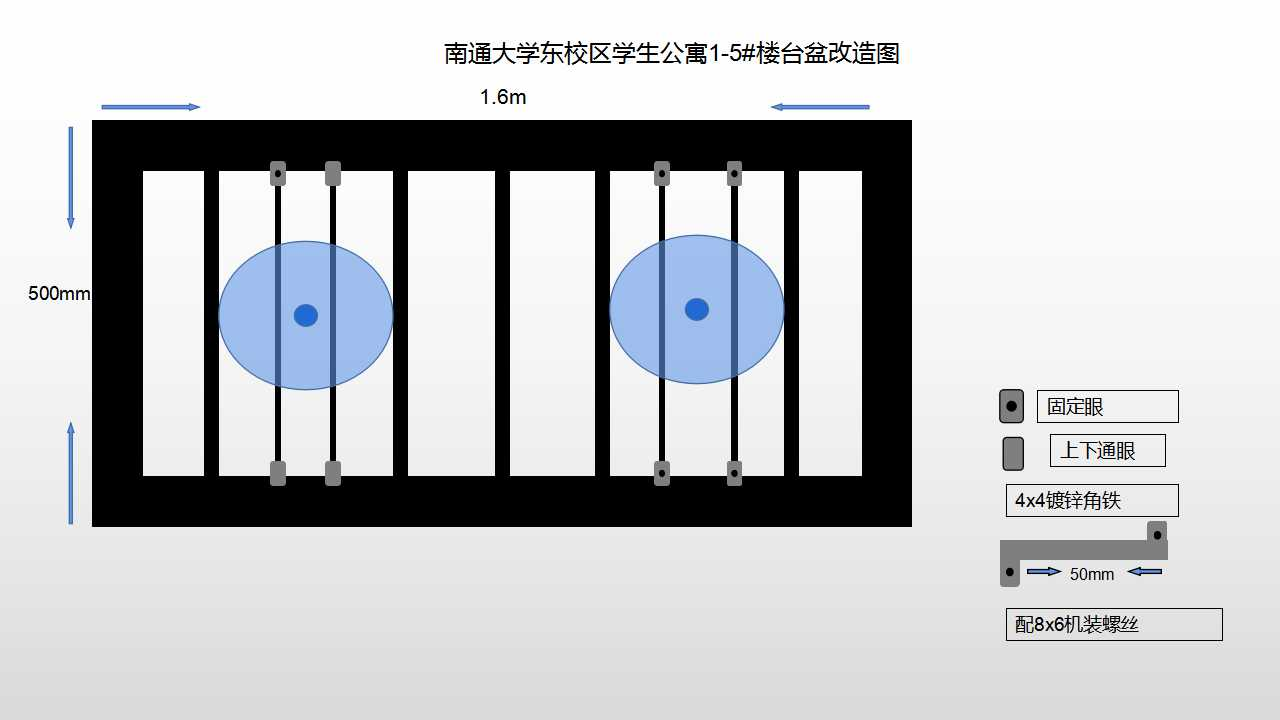 南通大学东校区学生公寓1-5#楼台盆改造图
1.6m
500mm
固定眼
上下通眼
4x4镀锌角铁
50mm
配8x6机装螺丝